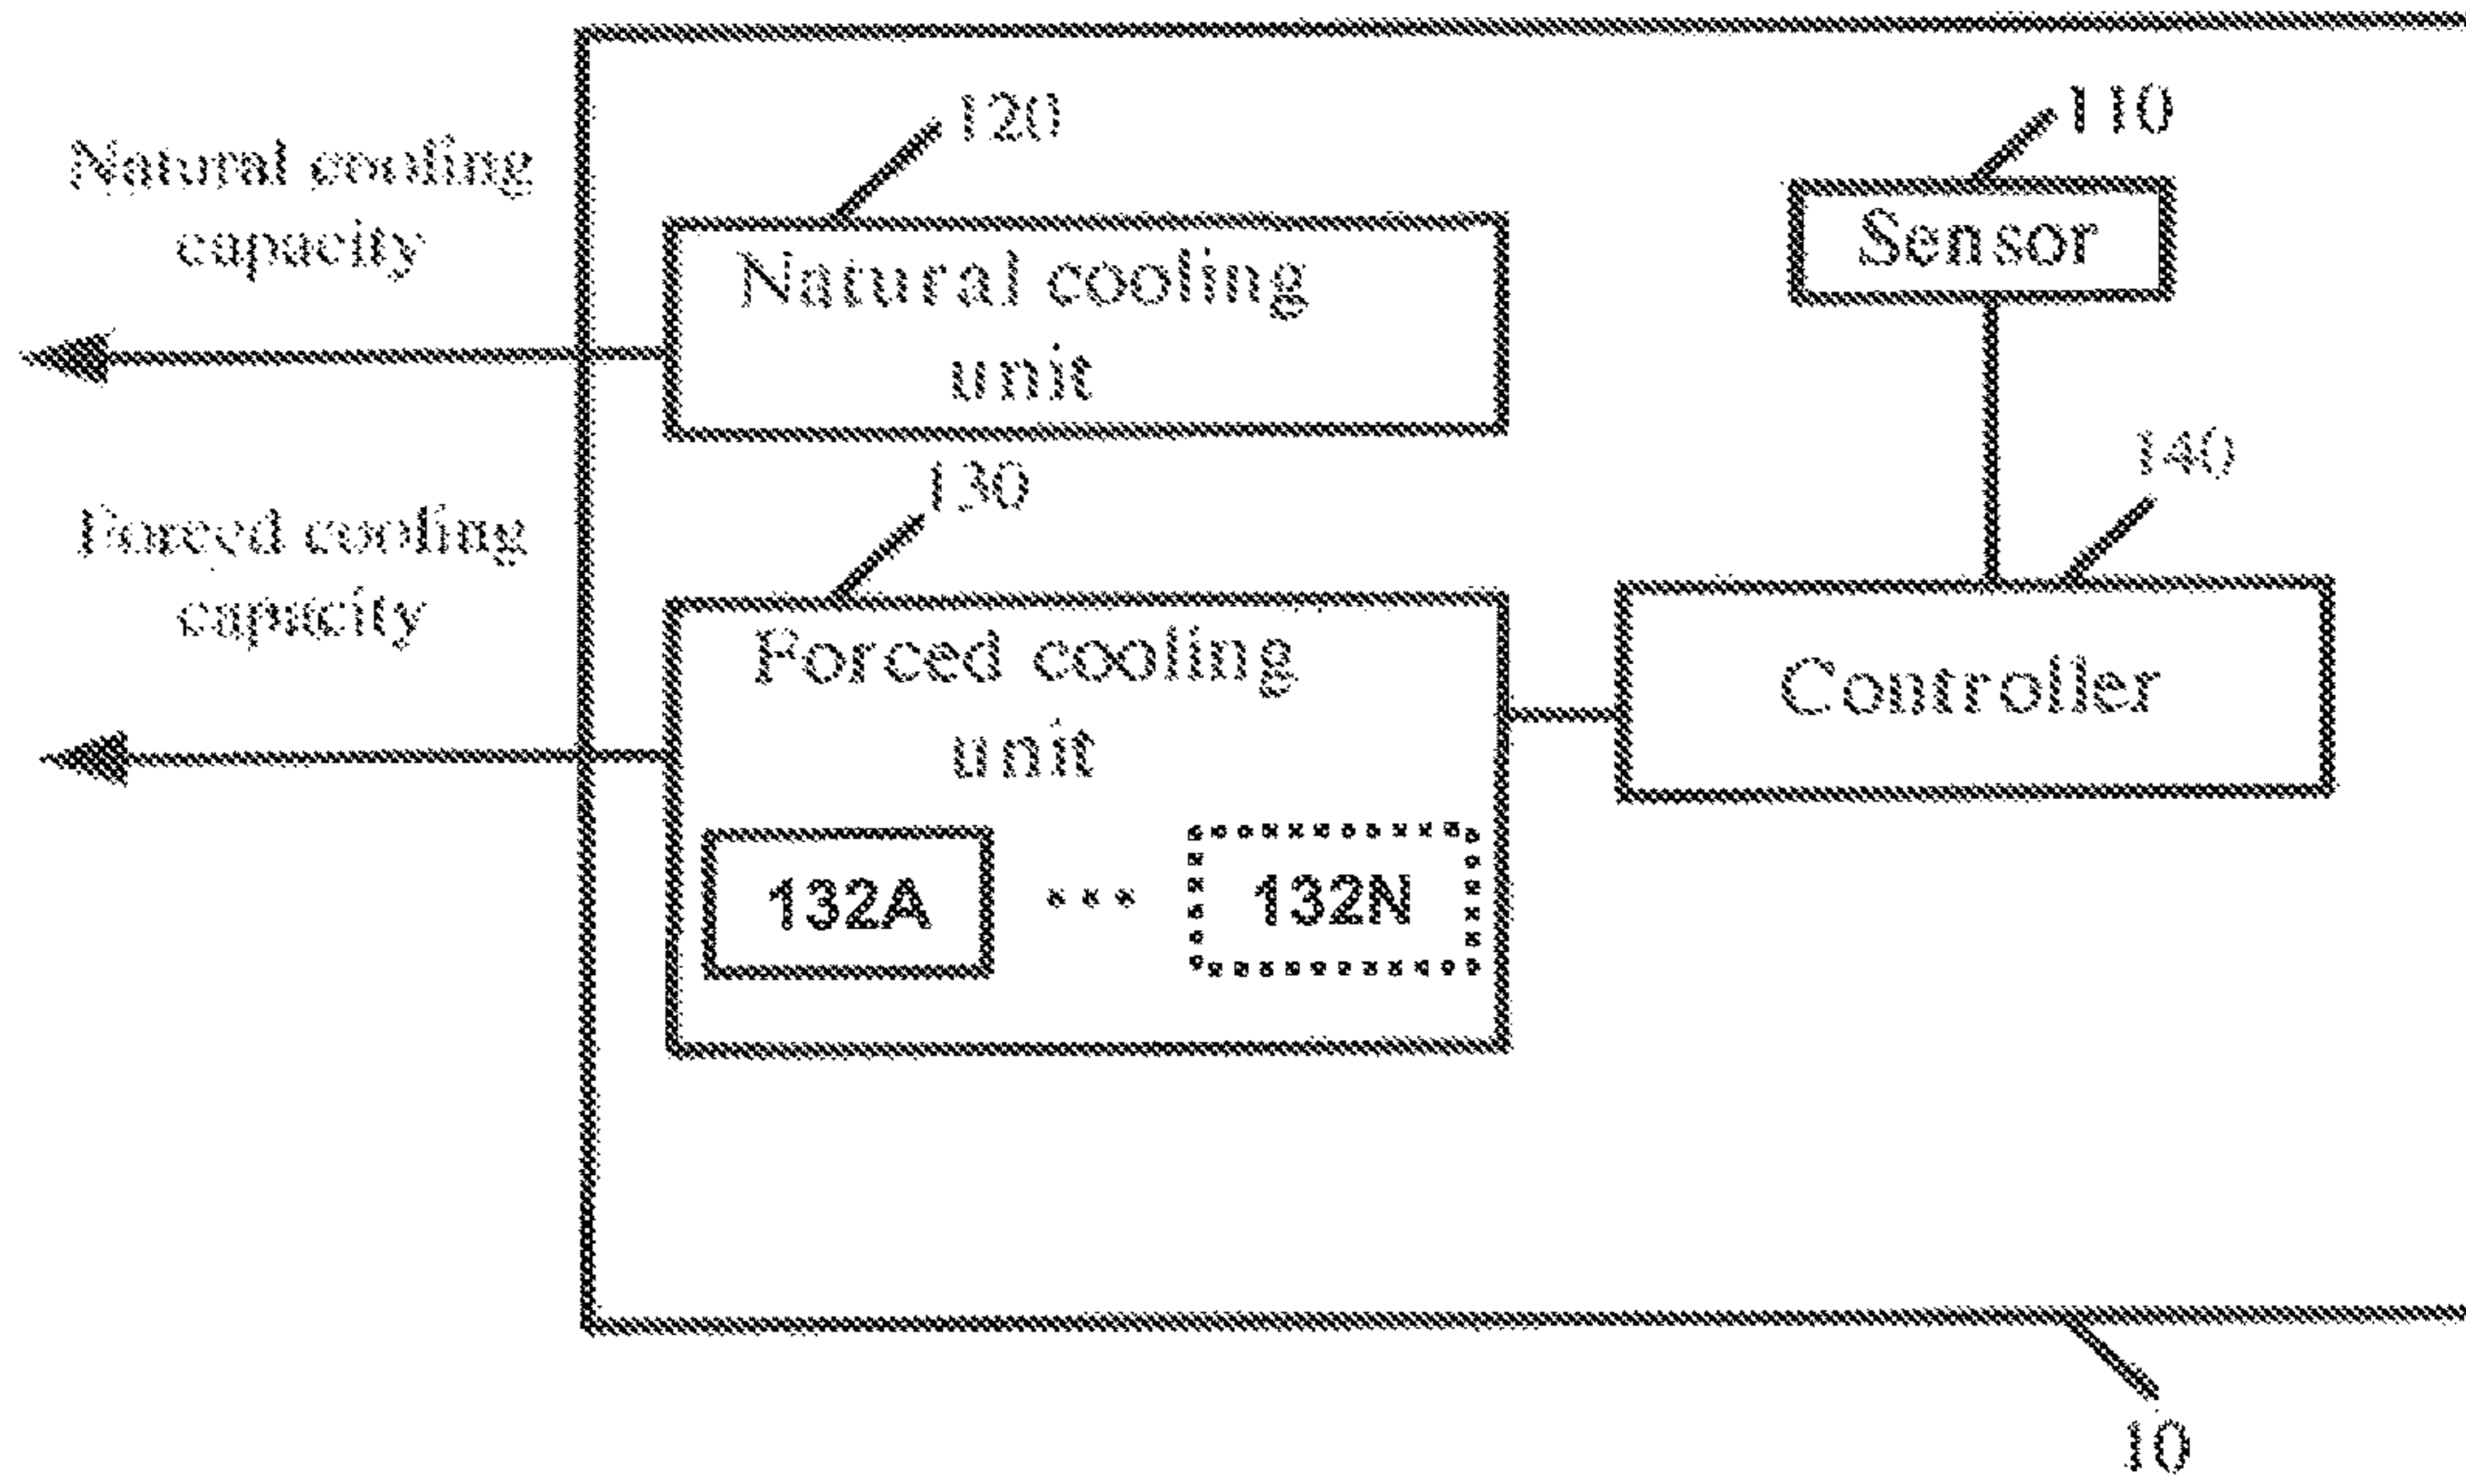 Natural cooling
capacity
120
110
Natural cooling
unit
Sensor
Forced cooling
capacity
130
140
Forced cooling
unit
Controller
132A ... 132N
10